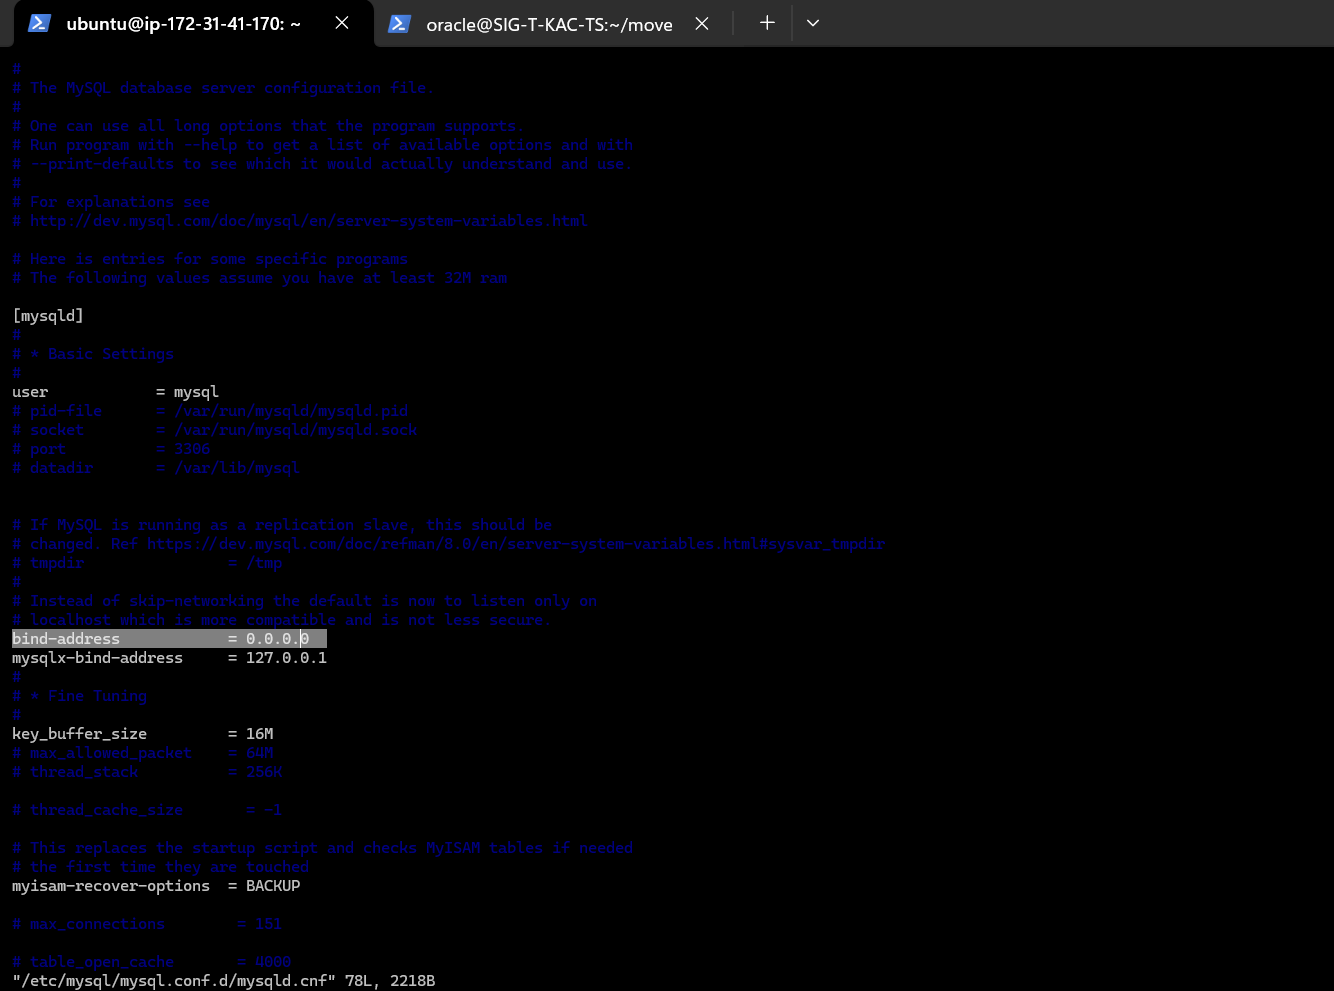 ubuntu@ip-172-31-41-170: ~
oracle@SIG-T-KAC-TS:~/move
#
# The MySQL database server configuration file.
#
# One can use all long options that the program supports.
# Run program with --help to get a list of available options and with
# --print-defaults to see which it would actually understand and use.
#
# For explanations see
# http://dev.mysql.com/doc/mysql/en/server-system-variables.html
# Here is entries for some specific programs
# The following values assume you have at least 32M ram
[mysqld]
#
# * Basic Settings
#
user            = mysql
# pid-file      = /var/run/mysqld/mysqld.pid
# socket        = /var/run/mysqld/mysqld.sock
# port          = 3306
# datadir       = /var/lib/mysql
# If MySQL is running as a replication slave, this should be
# changed. Ref https://dev.mysql.com/doc/refman/8.0/en/server-system-variables.html#sysvar_tmpdir
# tmpdir                = /tmp
#
# Instead of skip-networking the default is now to listen only on
# localhost which is more compatible and is not less secure.
bind-address            = 0.0.0.0
mysqlx-bind-address     = 127.0.0.1
#
# * Fine Tuning
#
key_buffer_size         = 16M
# max_allowed_packet    = 64M
# thread_stack          = 256K
# thread_cache_size       = -1
# This replaces the startup script and checks MyISAM tables if needed
# the first time they are touched
myisam-recover-options  = BACKUP
# max_connections        = 151
# table_open_cache       = 4000
"/etc/mysql/mysql.conf.d/mysqld.cnf" 78L, 2218B